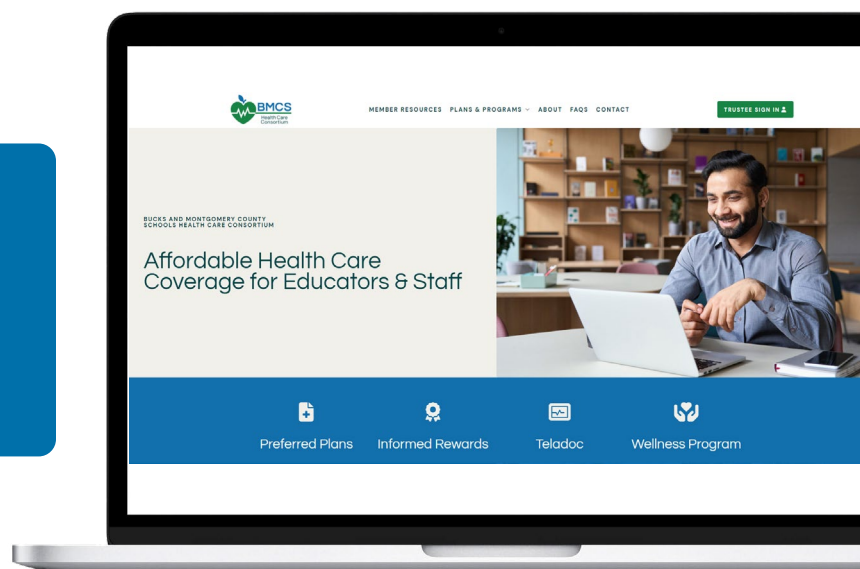 BMCS
Health Care
Consortium
MEMBER RESOURCES PLANS & PROGRAMS ABOUT FAQS CONTACT
TRUSTEE SIGN IN
BUCKS AND MONTGOMERY COUNTY
SCHOOLS HEALTH CARE CONSORTIUM
Affordable Health Care
Coverage for Educators & Staff
Preferred Plans Informed Rewards Teladoc Wellness Program